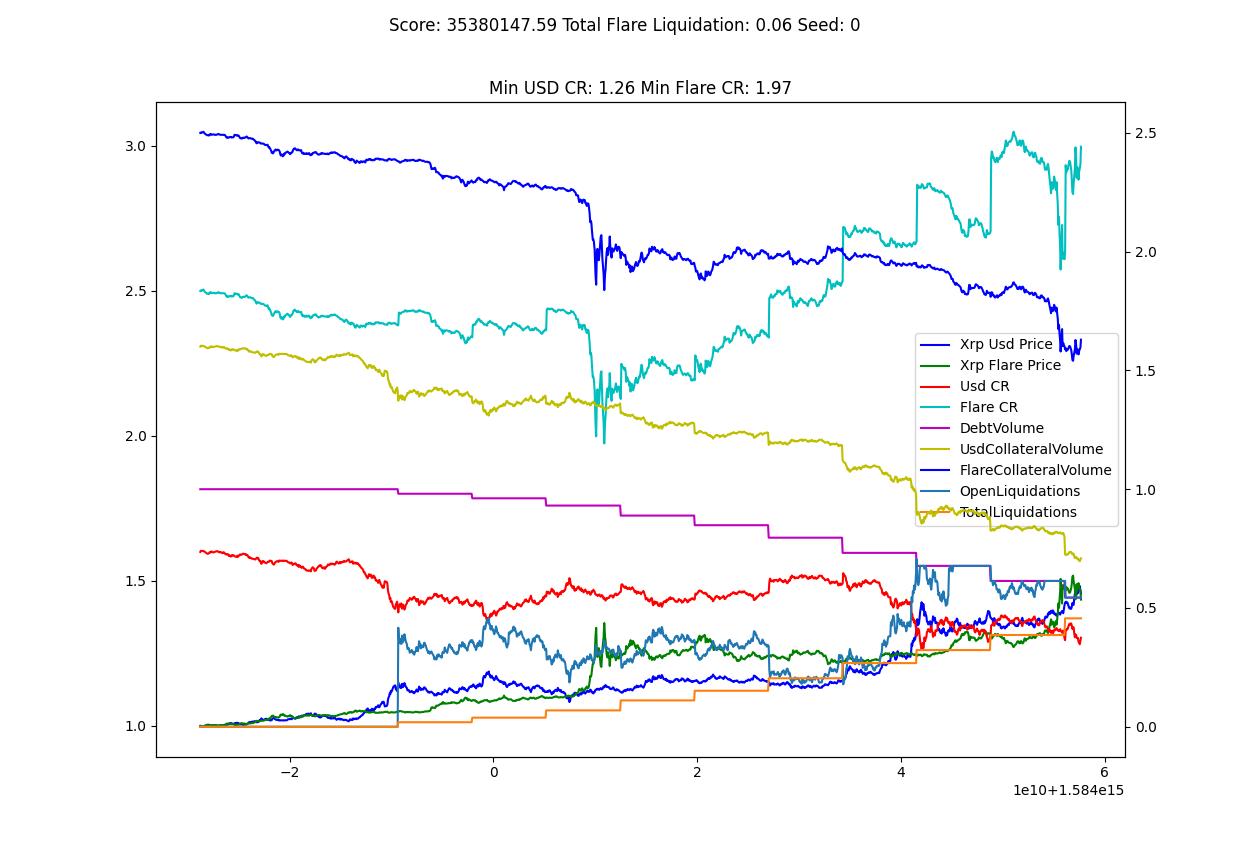 Score: 35380147.59 Total Flare Liquidation: 0.06 Seed: 0
Min USD CR: 1.26 Min Flare CR: 1.97
3.0
2.5
2.0
1.5
1.0
2.5
2.0
1.5
1.0
0.5
0.0
Xrp Usd Price
Xrp Flare Price
Usd CR
Flare CR
DebtVolume
UsdCollateralVolume
FlareCollateralVolume
OpenLiquidations
TotalLiquidations
−2 0 2 4 6
1e10+1.584e15